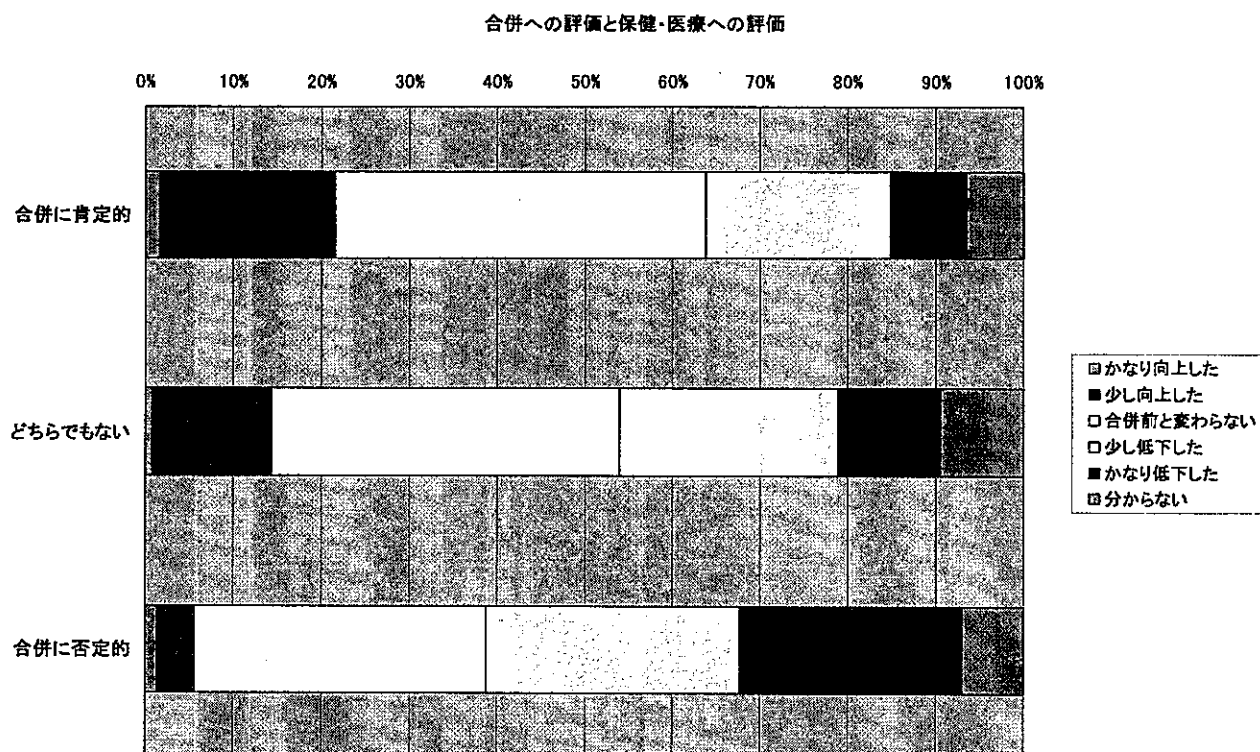 合併への評価と保健・医療への評価
0% 10% 20% 30% 40% 50% 60% 70% 80% 90% 100%
合併に肯定的
どちらでもない
合併に否定的
かなり向上した
少し向上した
合併前と変わらない
少し低下した
かなり低下した
分からない